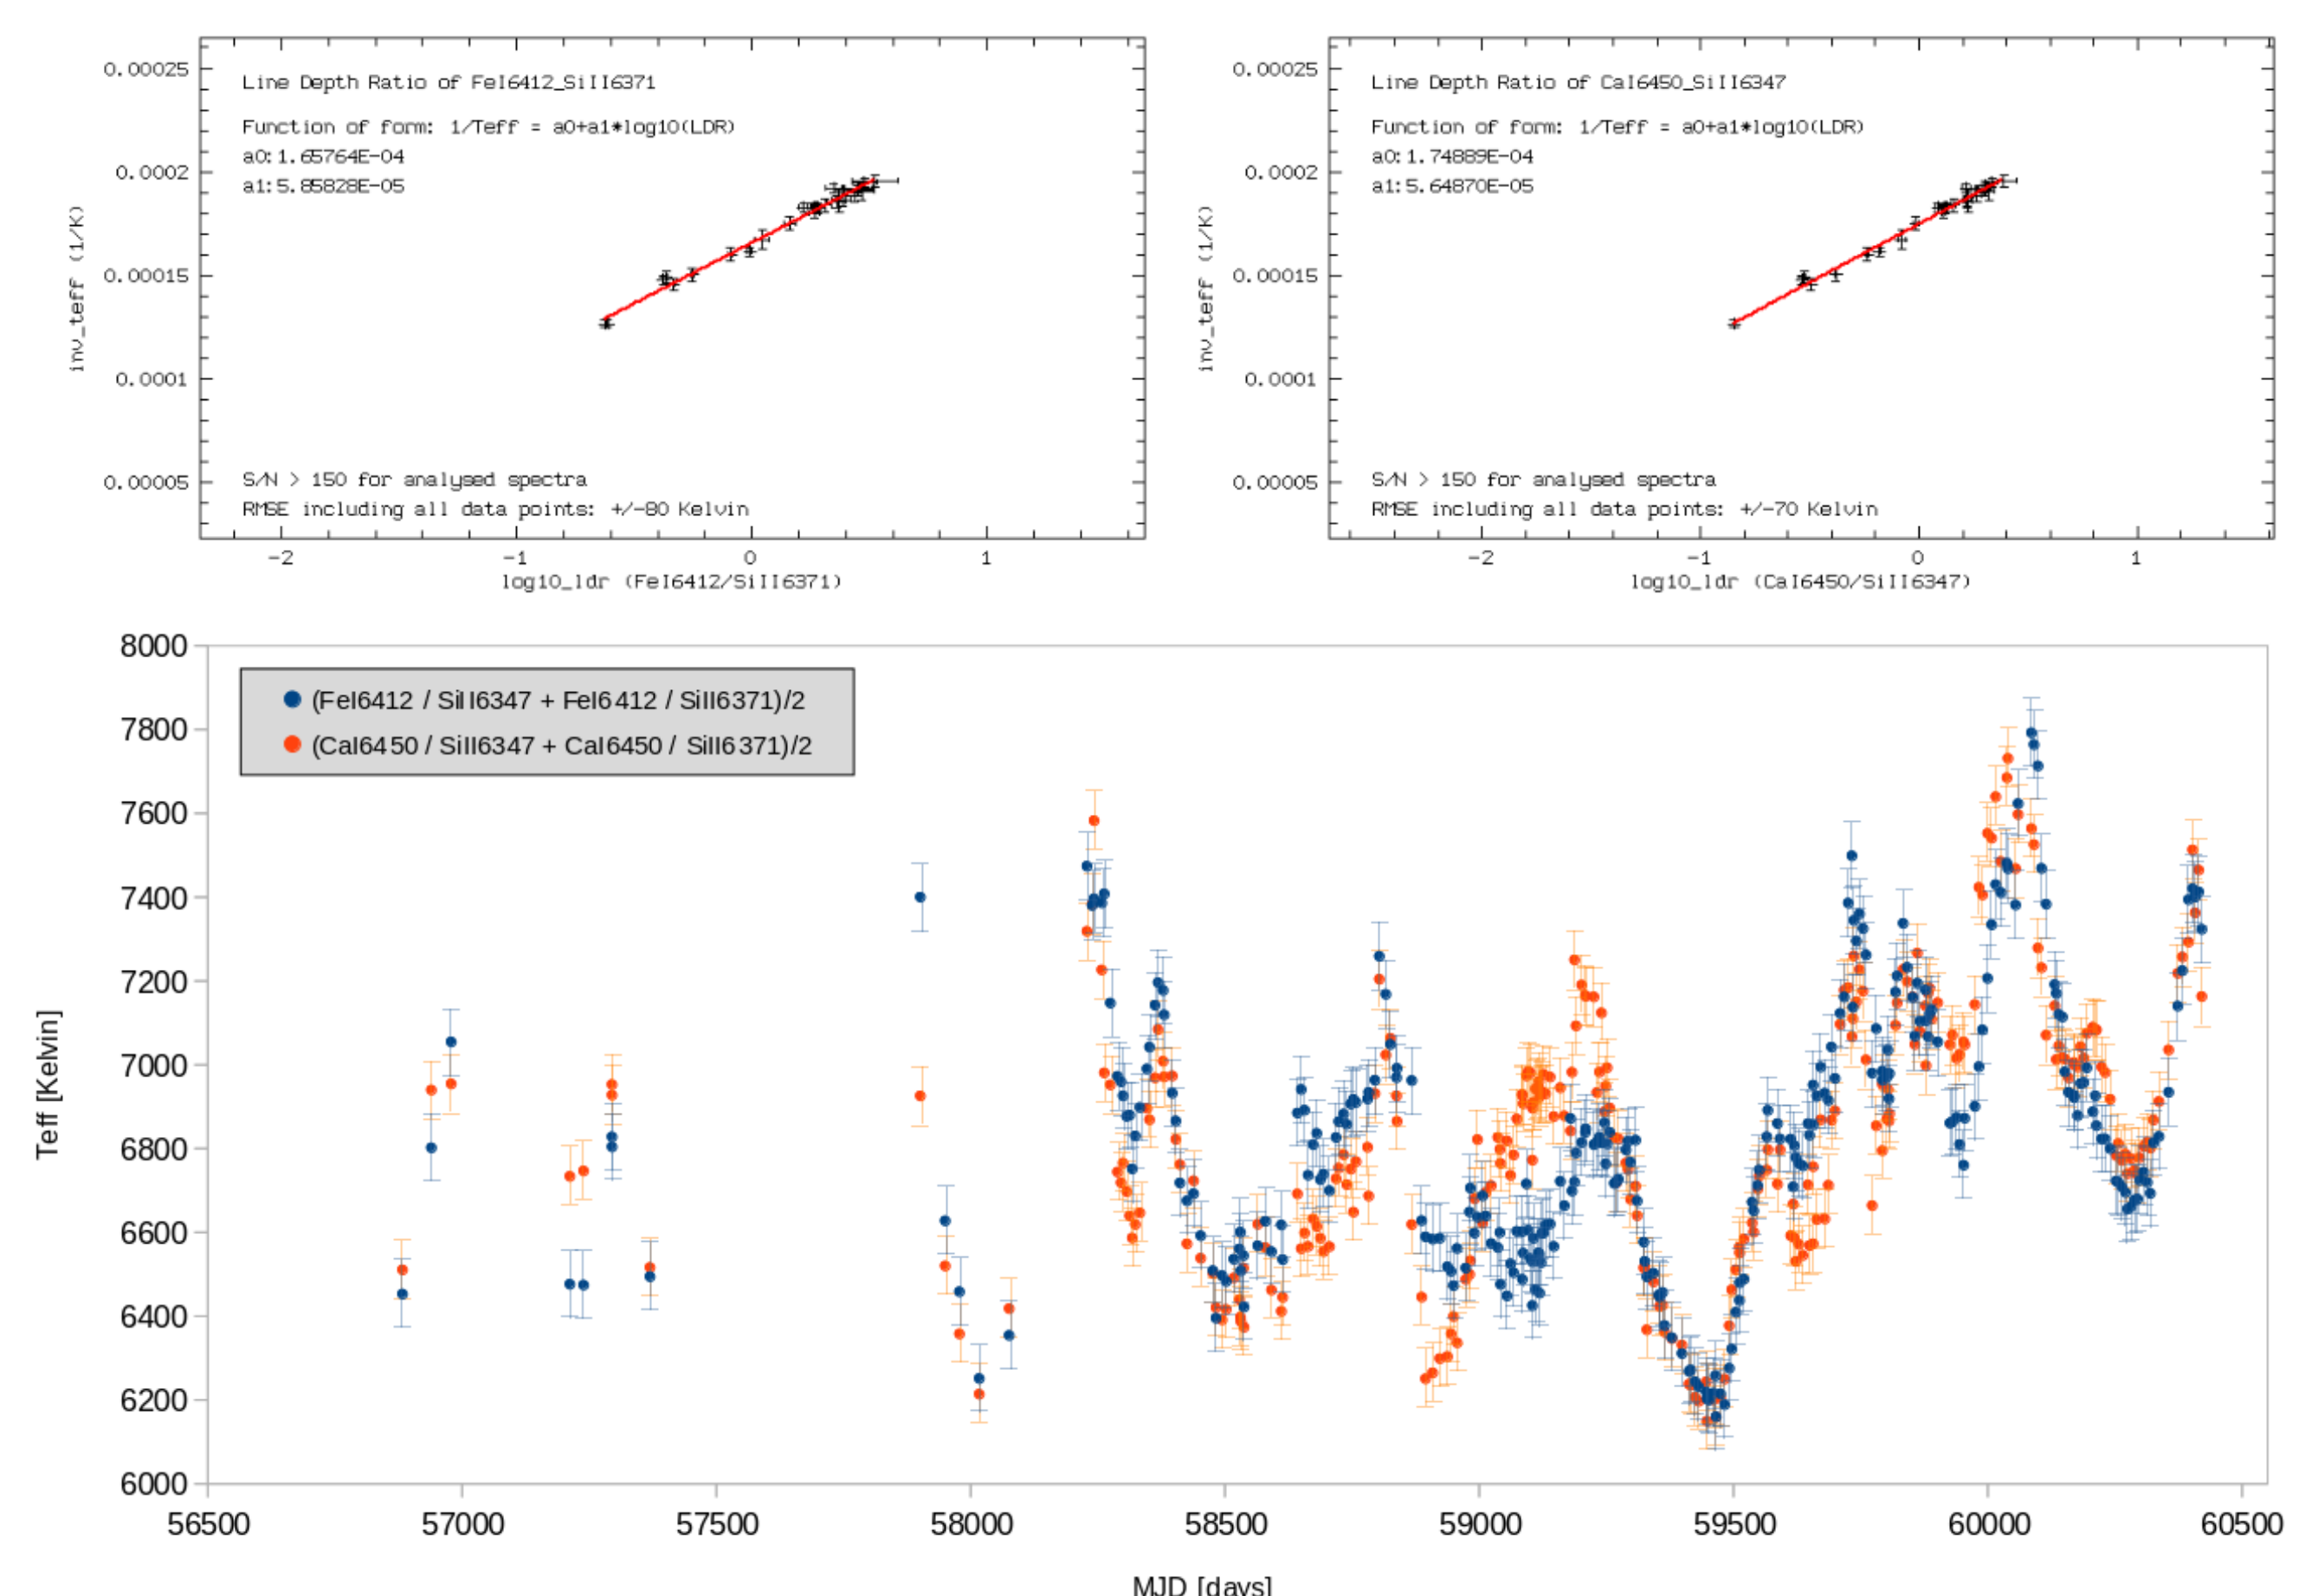 Line Depth Ratio of FeI6412_SiII6371
Function of form: 1/Teff = a0+a1*log10(LDR)
a0:1.65764E-04
a1:5.85828E-05
S/N > 150 for analysed spectra
RMSE including all data points: +/-80 Kelvin
0.00025
0.0002
0.00015
0.0001
0.00005
inv_teff (1/K)
-2 -1 0 1
log10_ldr (FeI6412/SiII6371)
Line Depth Ratio of CaI6450_SiII6347
Function of form: 1/Teff = a0+a1*log10(LDR)
a0:1.74889E-04
a1:5.64870E-05
S/N > 150 for analysed spectra
RMSE including all data points: +/-70 Kelvin
0.00025
0.0002
0.00015
0.0001
0.00005
inv_teff (1/K)
-2 -1 0 1
log10_ldr (CaI6450/SiII6347)
(FeI6412 / SiII6347 + FeI6412 / SiII6371)/2
(CaI6450 / SiII6347 + CaI6450 / SiII6371)/2
8000
7800
7600
7400
7200
7000
6800
6600
6400
6200
6000
Teff [Kelvin]
56500 57000 57500 58000 58500 59000 59500 60000 60500
MJD [days]